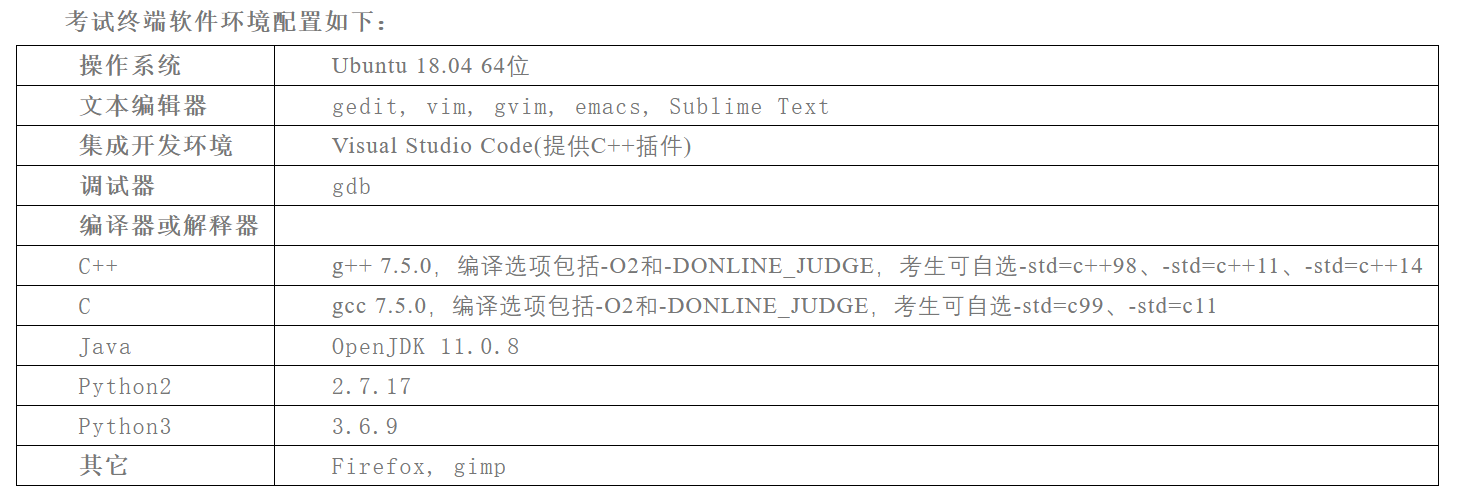 考试终端软件环境配置如下：
操作系统 Ubuntu 18.04 64位
文本编辑器 gedit, vim, gvim, emacs, Sublime Text
集成开发环境 Visual Studio Code(提供C++插件)
调试器 gdb
编译器或解释器
C++ g++ 7.5.0，编译选项包括-O2和-DONLINE_JUDGE，考生可自选-std=c++98、-std=c++11、-std=c++14
C gcc 7.5.0，编译选项包括-O2和-DONLINE_JUDGE，考生可自选-std=c99、-std=c11
Java OpenJDK 11.0.8
Python2 2.7.17
Python3 3.6.9
其它 Firefox, gimp